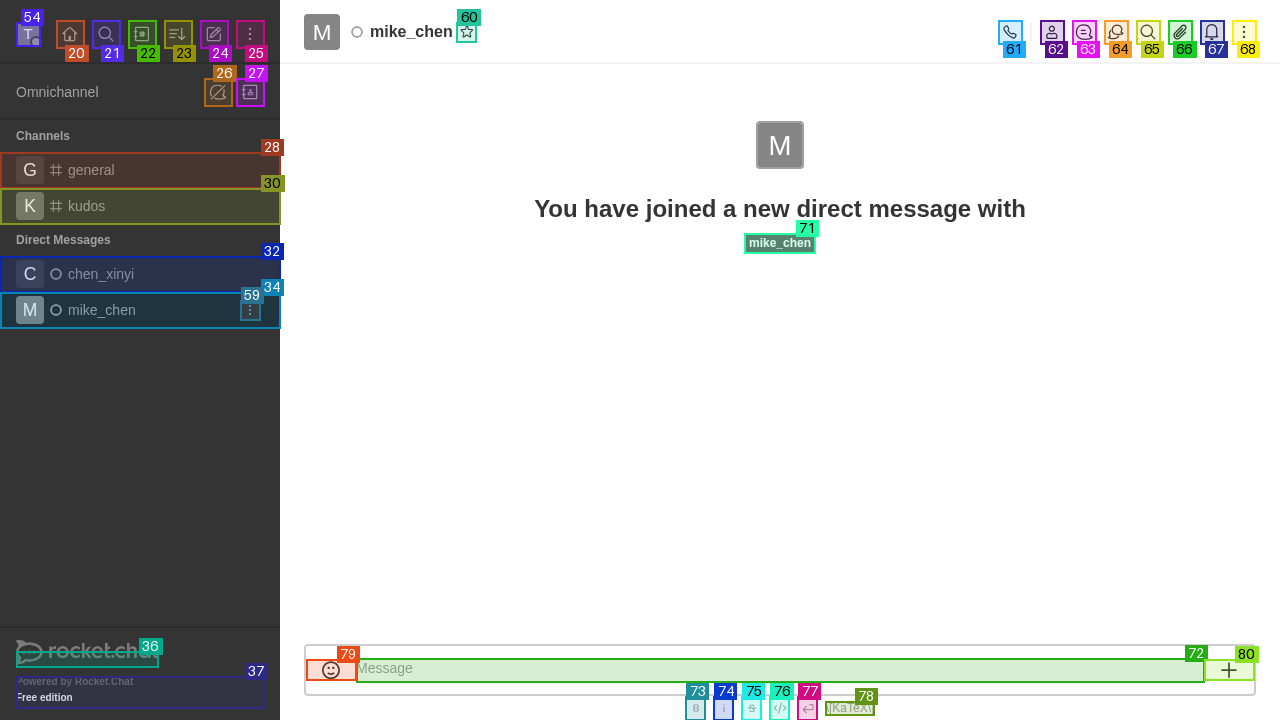 54
T
20
21
22
23
24
25
M
mike_chen
60
61
62
63
64
65
66
67
68
Omnichannel
26
27
Channels
28
G general
30
K kudos
Direct Messages
32
C chen_xinyi
34
M mike_chen
59
M
You have joined a new direct message with
71
mike_chen
36
rocket.chat
37
Powered by Rocket.Chat
Free edition
79
Message
72
80
73
74
75
76
77
78
B
i
S
</>
\(KaTeX\)